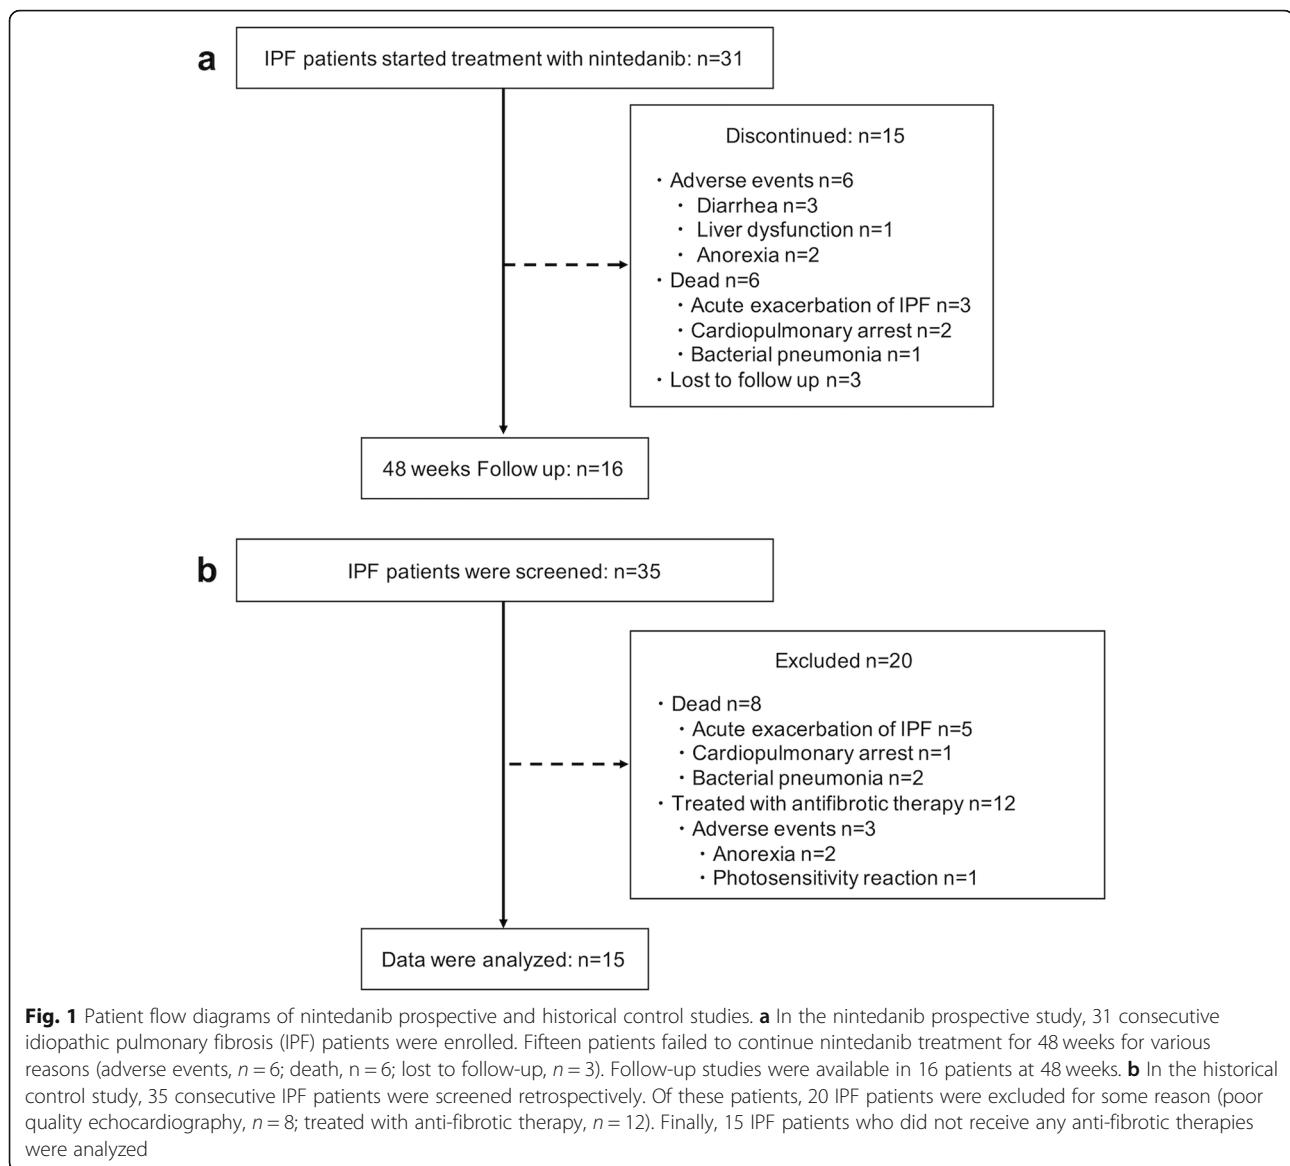 a
IPF patients started treatment with nintedanib: n=31
Discontinued: n=15
・Adverse events n=6
・ Diarrhea n=3
・ Liver dysfunction n=1
・ Anorexia n=2
・Dead n=6
・Acute exacerbation of IPF n=3
・Cardiopulmonary arrest n=2
・Bacterial pneumonia n=1
・Lost to follow up n=3
48 weeks Follow up: n=16
b
IPF patients were screened: n=35
Excluded n=20
・Dead n=8
・Acute exacerbation of IPF n=5
・Cardiopulmonary arrest n=1
・Bacterial pneumonia n=2
・Treated with antifibrotic therapy n=12
・Adverse events n=3
・Anorexia n=2
・Photosensitivity reaction n=1
Data were analyzed: n=15
Fig. 1 Patient flow diagrams of nintedanib prospective and historical control studies. a In the nintedanib prospective study, 31 consecutive
idiopathic pulmonary fibrosis (IPF) patients were enrolled. Fifteen patients failed to continue nintedanib treatment for 48 weeks for various
reasons (adverse events, n = 6; death, n = 6; lost to follow-up, n = 3). Follow-up studies were available in 16 patients at 48 weeks. b In the historical
control study, 35 consecutive IPF patients were screened retrospectively. Of these patients, 20 IPF patients were excluded for some reason (poor
quality echocardiography, n = 8; treated with anti-fibrotic therapy, n = 12). Finally, 15 IPF patients who did not receive any anti-fibrotic therapies
were analyzed